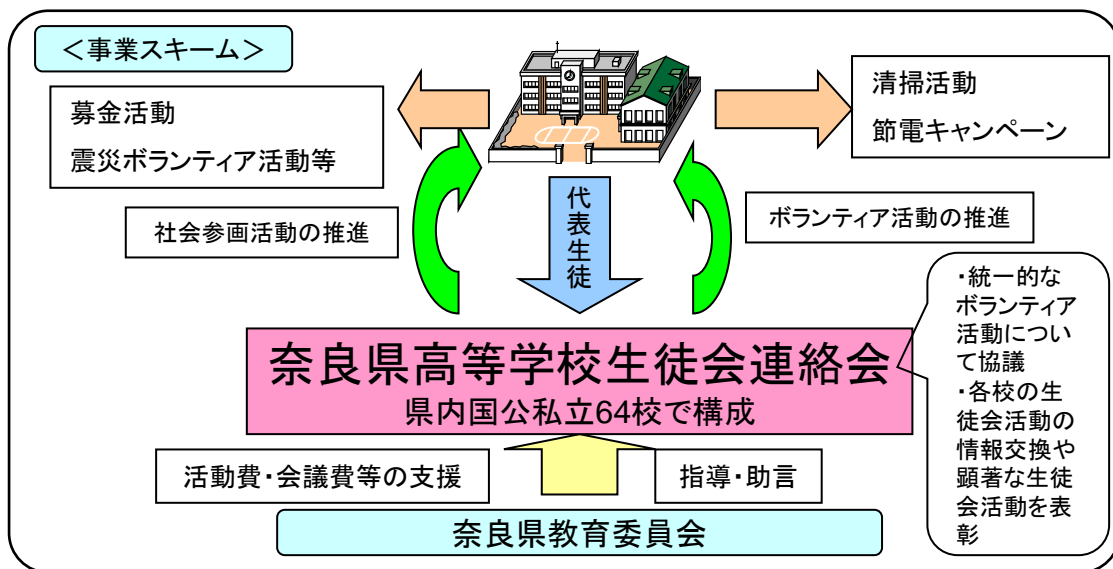 ＜事業スキーム＞
募金活動
震災ボランティア活動等
清掃活動
節電キャンペーン
代表生徒
社会参画活動の推進
ボランティア活動の推進
・統一的な
ボランティア
活動につい
て協議
・各校の生
徒会活動の
情報交換や
顕著な生徒
会活動を表
彰
奈良県高等学校生徒会連絡会
県内国公私立64校で構成
活動費・会議費等の支援
指導・助言
奈良県教育委員会